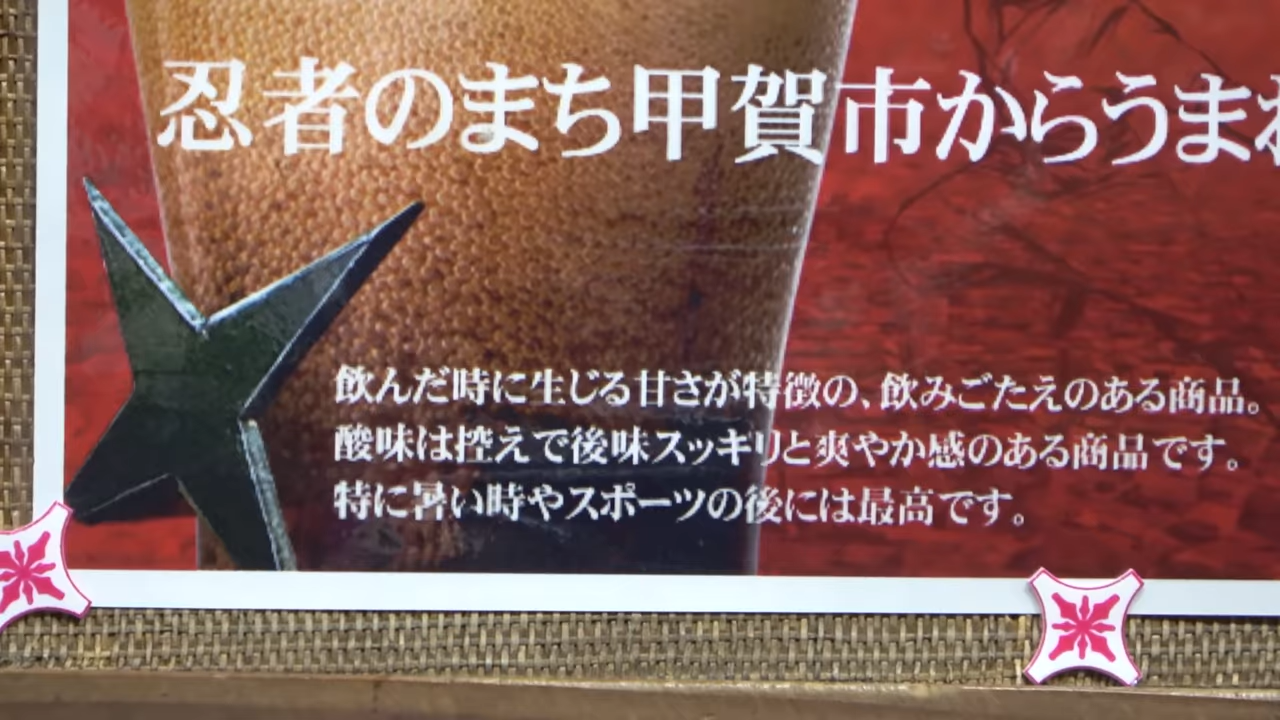 忍者のまち甲賀市からうまれ
飲んだ時に生じる甘さが特徴の、飲みごたえのある商品。
酸味は控えで後味スッキリと爽やか感のある商品です。
特に暑い時やスポーツの後には最高です。